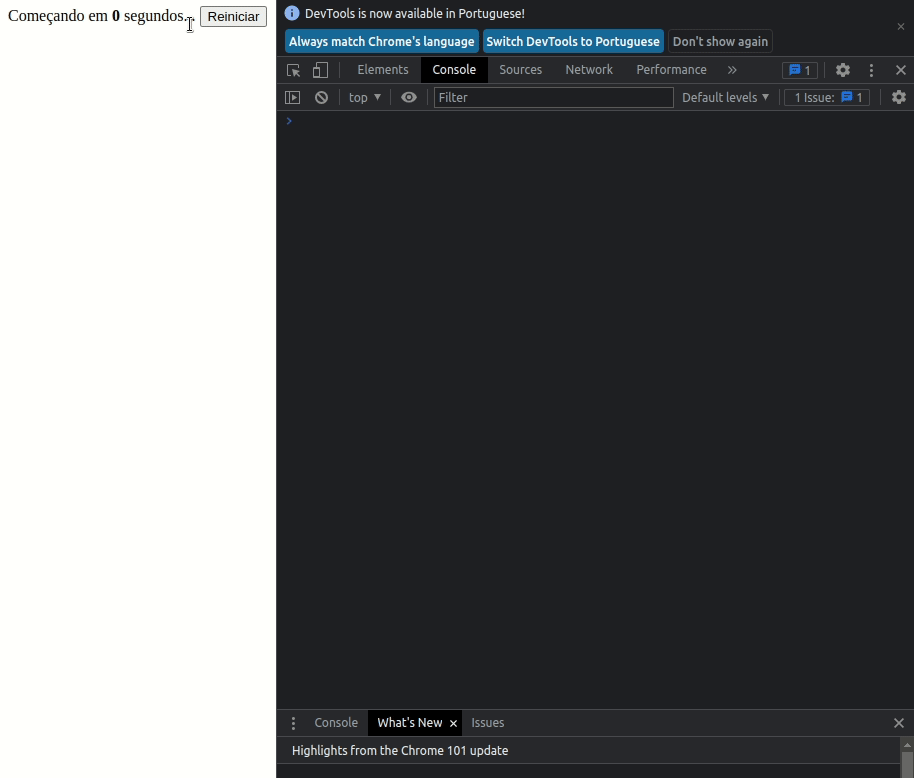 Começando em 0 segundos... Reiniciar
DevTools is now available in Portuguese!
Always match Chrome's language Switch DevTools to Portuguese Don't show again
Elements Console Sources Network Performance 1
top Filter Default levels 1 Issue: 1
Console What's New Issues
Highlights from the Chrome 101 update